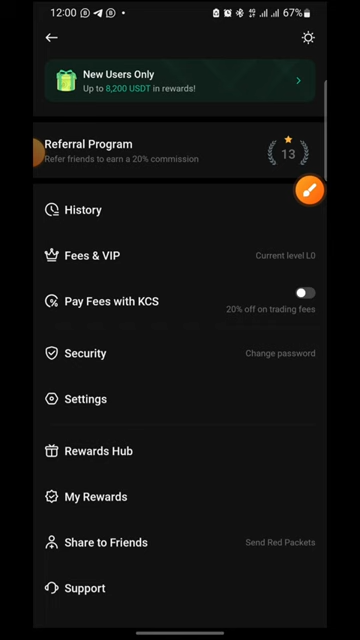 12:00
67%
New Users Only
Up to 8,200 USDT in rewards!
Referral Program
Refer friends to earn a 20% commission
13
History
Fees & VIP
Current level L0
Pay Fees with KCS
20% off on trading fees
Security
Change password
Settings
Rewards Hub
My Rewards
Share to Friends
Send Red Packets
Support